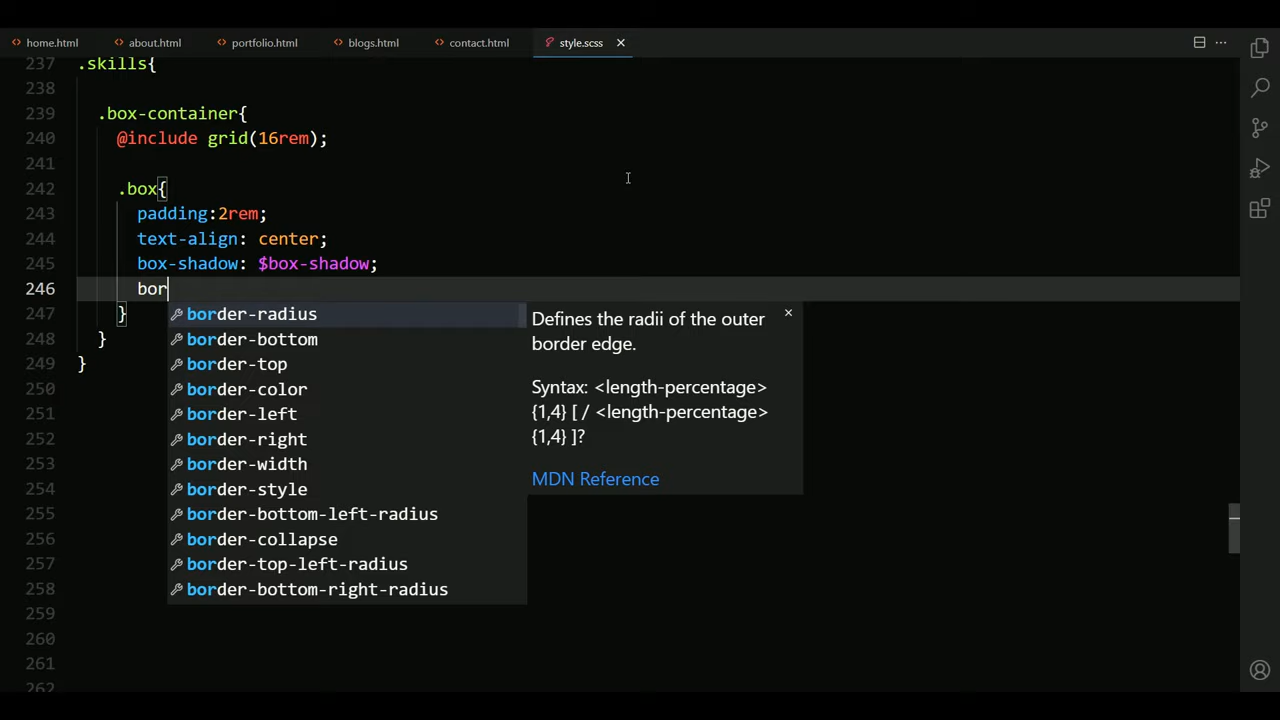 home.html about.html portfolio.html blogs.html contact.html style.scss
237 .skills{
238
239 .box-container{
240 @include grid(16rem);
241
242 .box{
243 padding:2rem;
244 text-align: center;
245 box-shadow: $box-shadow;
246 bor
247 }
248 }
249 }
250
251
252
253
254
255
256
257
258
259
260
261
262
border-radius
border-bottom
border-top
border-color
border-left
border-right
border-width
border-style
border-bottom-left-radius
border-collapse
border-top-left-radius
border-bottom-right-radius
Defines the radii of the outer
border edge.
Syntax: <length-percentage>
{1,4} [ / <length-percentage>
{1,4} ]?
MDN Reference